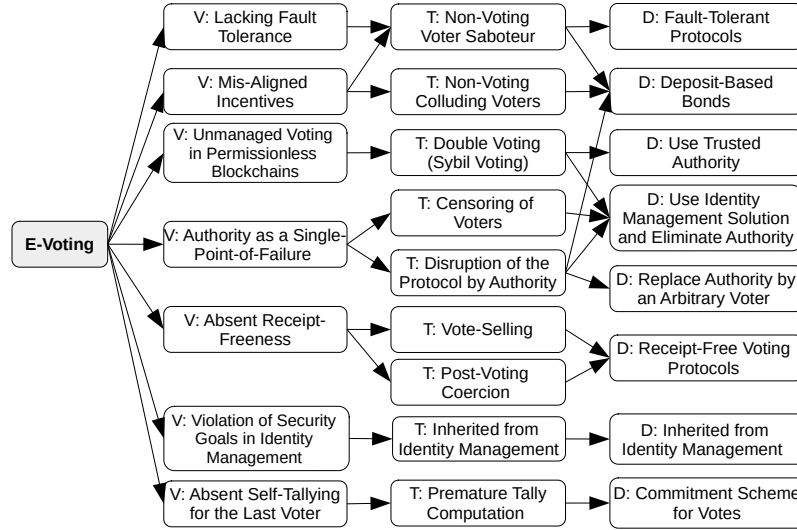 E-Voting
V: Lacking Fault
Tolerance
V: Mis-Aligned
Incentives
V: Unmanaged Voting
in Permissionless
Blockchains
V: Authority as a Single-
Point-of-Failure
V: Absent Receipt-
Freeness
V: Violation of Security
Goals in Identity
Management
V: Absent Self-Tallying
for the Last Voter
T: Non-Voting
Voter Saboteur
T: Non-Voting
Colluding Voters
T: Double Voting
(Sybil Voting)
T: Censoring of
Voters
T: Disruption of the
Protocol by Authority
T: Vote-Selling
T: Post-Voting
Coercion
T: Inherited from
Identity Management
T: Premature Tally
Computation
D: Fault-Tolerant
Protocols
D: Deposit-Based
Bonds
D: Use Trusted
Authority
D: Use Identity
Management Solution
and Eliminate Authority
D: Replace Authority by
an Arbitrary Voter
D: Receipt-Free Voting
Protocols
D: Inherited from
Identity Management
D: Commitment Scheme
for Votes